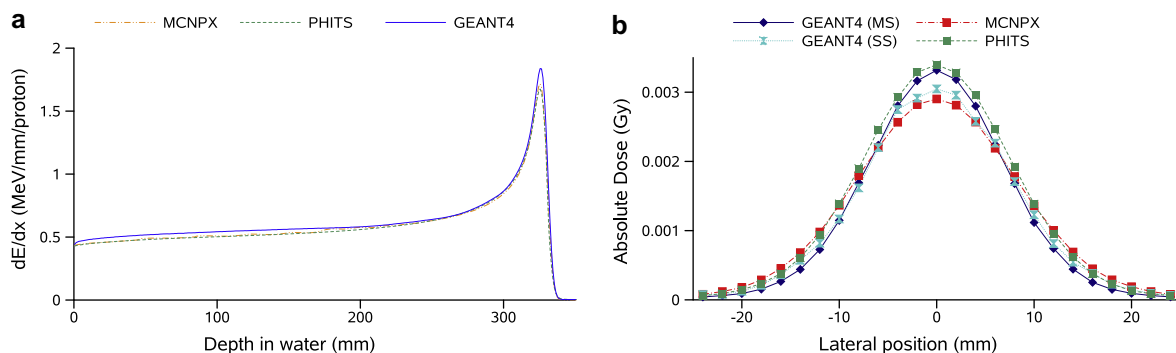 a
MCNPX PHITS GEANT4
2
1.5
1
0.5
0
0 100 200 300
dE/dx (MeV/mm/proton)
Depth in water (mm)
b
GEANT4 (MS) MCNPX
GEANT4 (SS) PHITS
0.003
0.002
0.001
0
-20 -10 0 10 20
Absolute Dose (Gy)
Lateral position (mm)